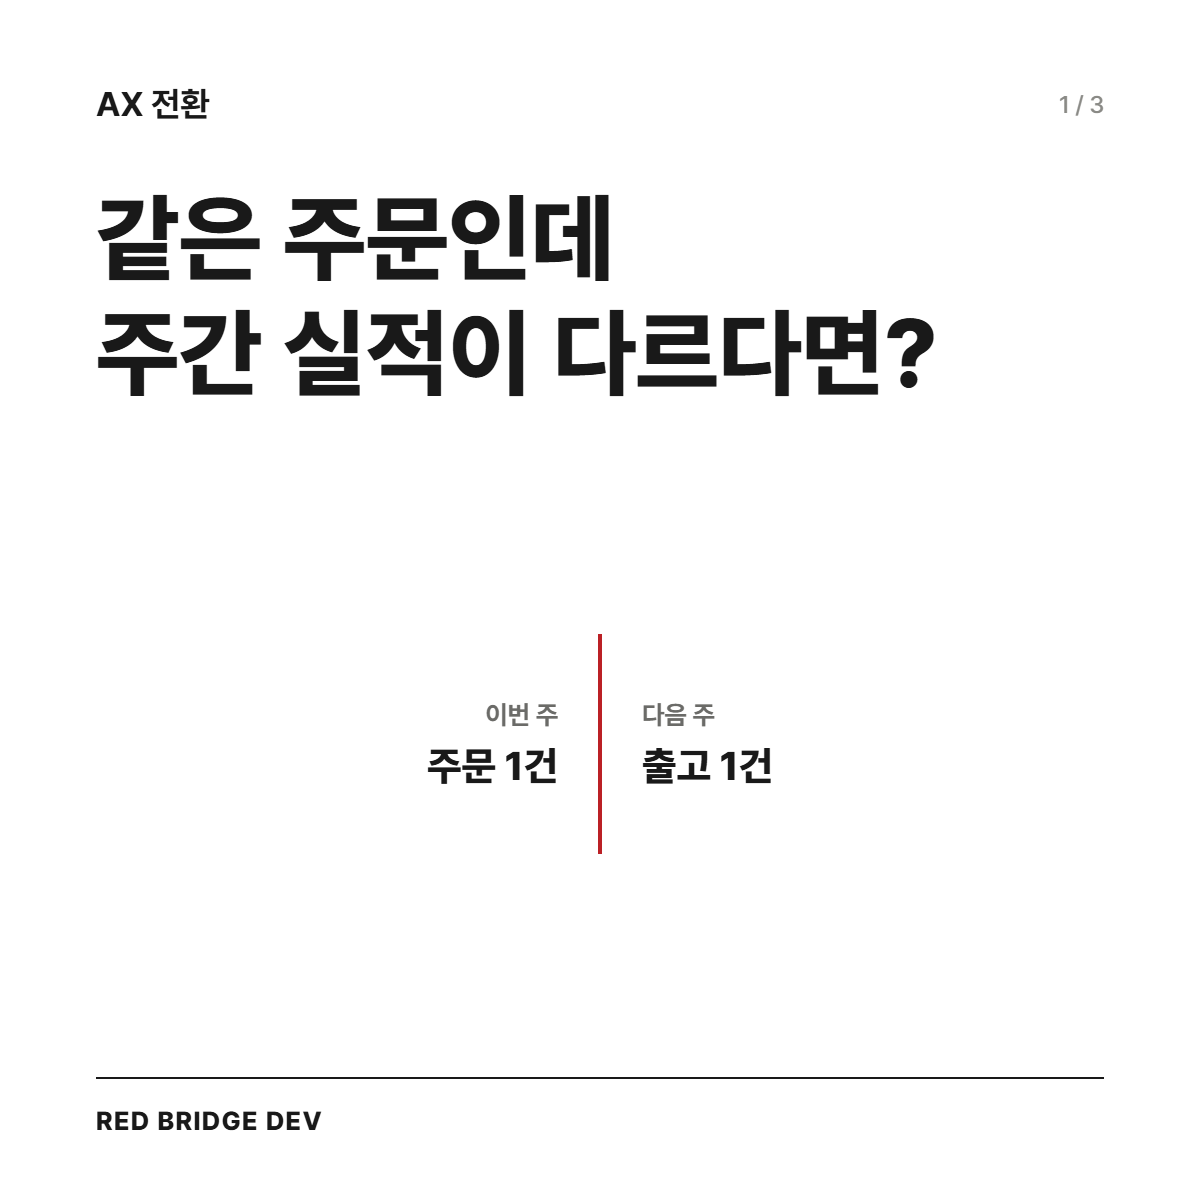 AX 전환
1 / 3
같은 주문인데
주간 실적이 다르다면?
이번 주
주문 1건
다음 주
출고 1건
RED BRIDGE DEV